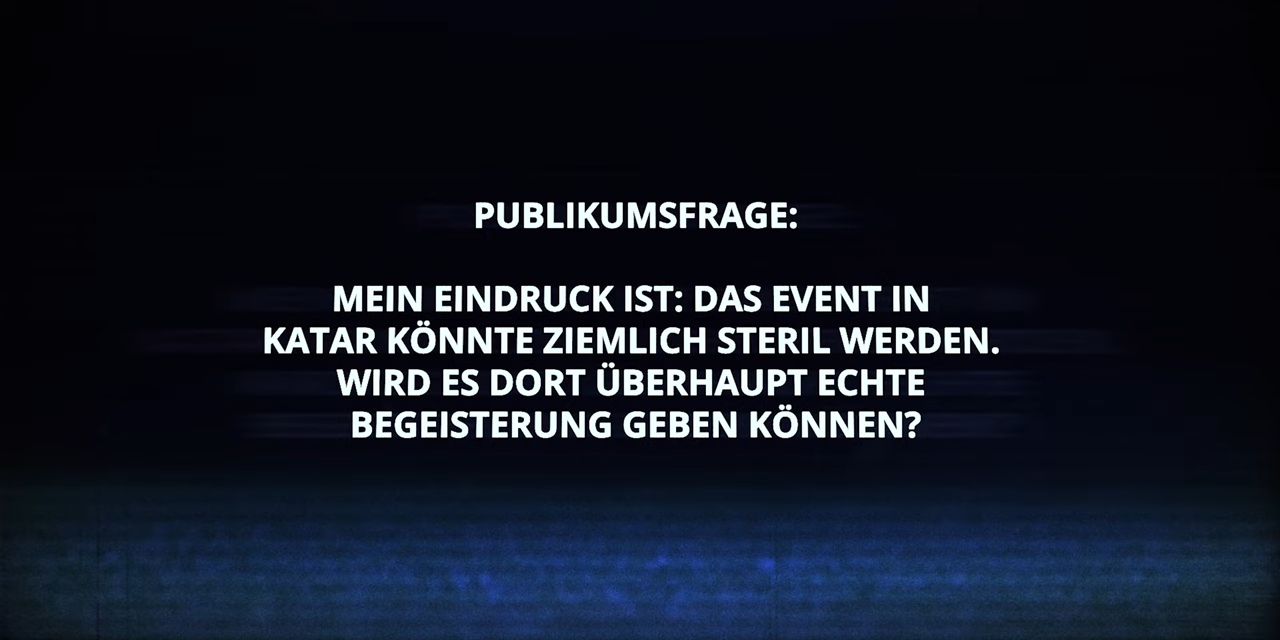 PUBLIKUMSFRAGE:
MEIN EINDRUCK IST: DAS EVENT IN
KATAR KÖNNTE ZIEMLICH STERIL WERDEN.
WIRD ES DORT ÜBERHAUPT ECHTE
BEGEISTERUNG GEBEN KÖNNEN?